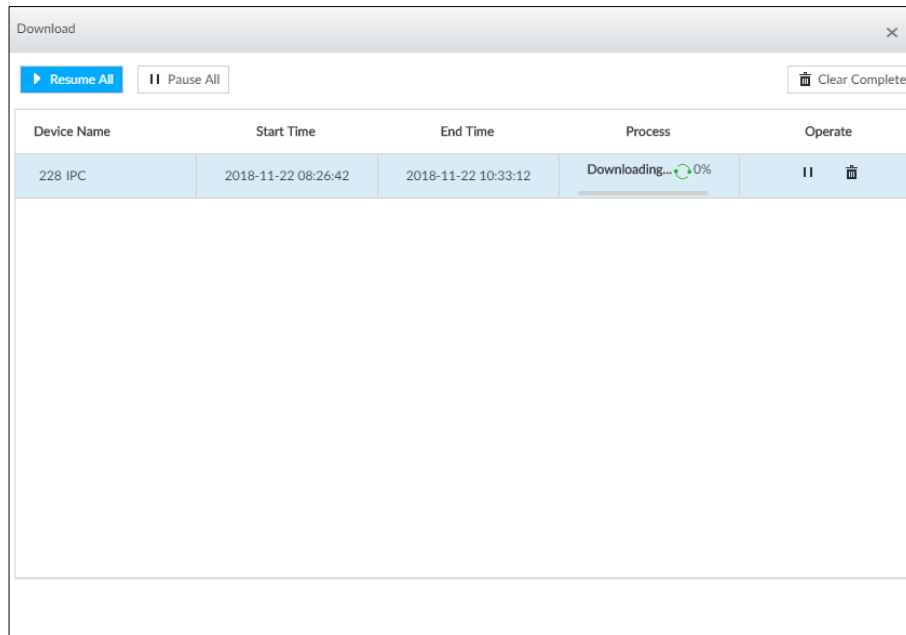 Download
Resume All Pause All Clear Complete
Device Name Start Time End Time Process Operate
228 IPC 2018-11-22 08:26:42 2018-11-22 10:33:12 Downloading... 0%